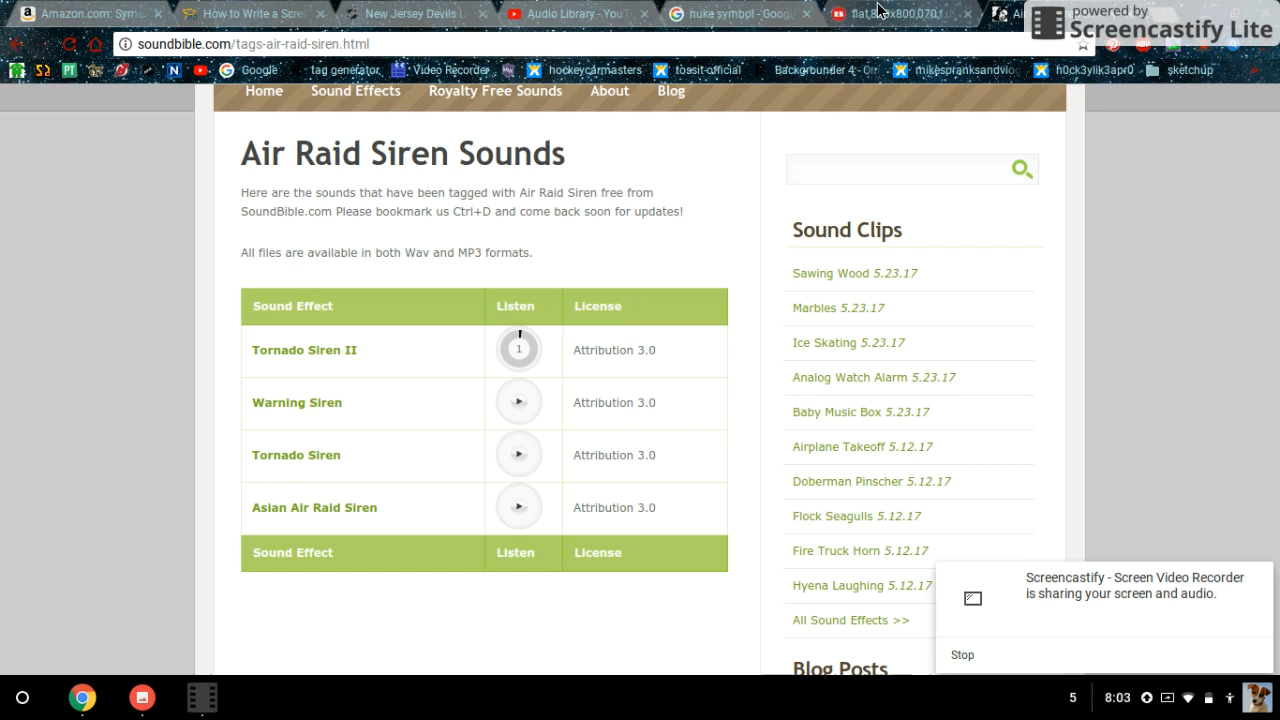 Amazon.com: Sym
How to Write a Scre
New Jersey Devils L
Audio Library - YouT
nuke symbol - Goog
flat,800x800,070,f.u
powered by
Screencastify Lite
soundbible.com/tags-air-raid-siren.html
Google
tag generator
Video Recorder
hockeycarmasters
tossit-official
Backgrounder 4: On
mikespranksandvlog
h0ck3ylik3apr0
sketchup
Home
Sound Effects
Royalty Free Sounds
About
Blog
Air Raid Siren Sounds
Here are the sounds that have been tagged with Air Raid Siren free from
SoundBible.com Please bookmark us Ctrl+D and come back soon for updates!
All files are available in both Wav and MP3 formats.
Sound Effect Listen License
Tornado Siren II 1 Attribution 3.0
Warning Siren Attribution 3.0
Tornado Siren Attribution 3.0
Asian Air Raid Siren Attribution 3.0
Sound Effect Listen License
Sound Clips
Sawing Wood 5.23.17
Marbles 5.23.17
Ice Skating 5.23.17
Analog Watch Alarm 5.23.17
Baby Music Box 5.23.17
Airplane Takeoff 5.12.17
Doberman Pinscher 5.12.17
Flock Seagulls 5.12.17
Fire Truck Horn 5.12.17
Hyena Laughing 5.12.17
All Sound Effects >>
Blog Posts
Screencastify - Screen Video Recorder
is sharing your screen and audio.
Stop
5
8:03